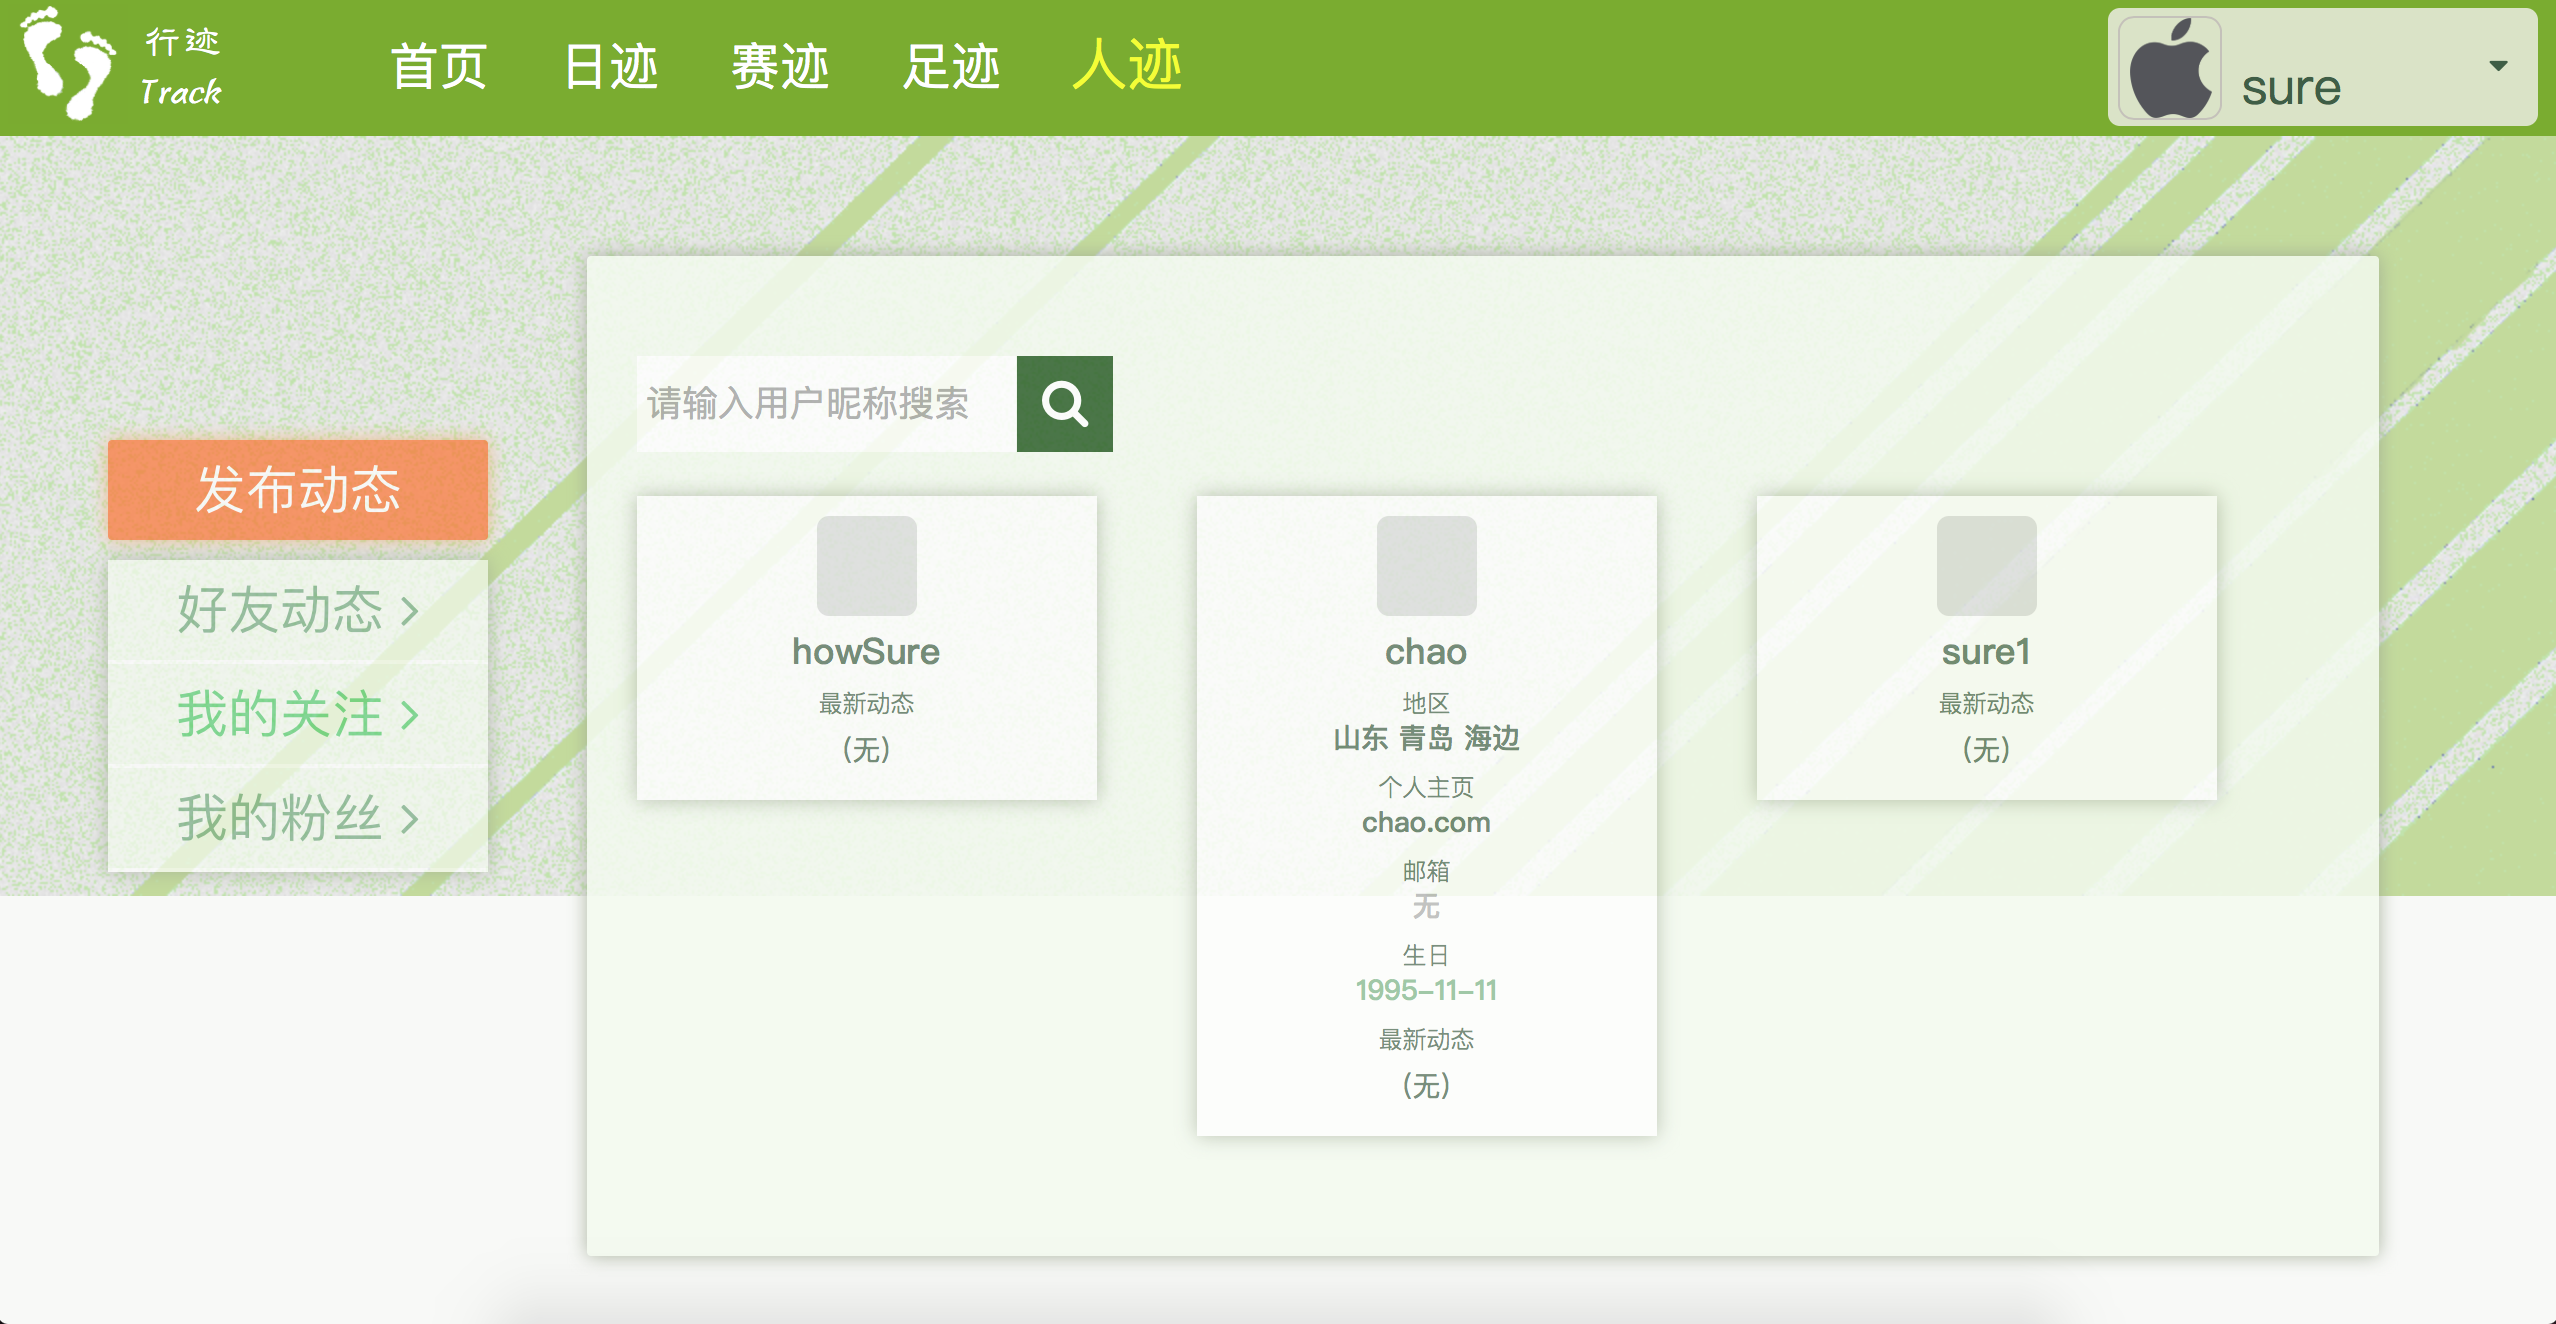 行迹
Track
首页 日迹 赛迹 足迹 人迹
sure
请输入用户昵称搜索
发布动态
好友动态
我的关注
我的粉丝
howSure
最新动态
(无)
chao
地区
山东 青岛 海边
个人主页
chao.com
邮箱
无
生日
1995-11-11
最新动态
(无)
sure1
最新动态
(无)